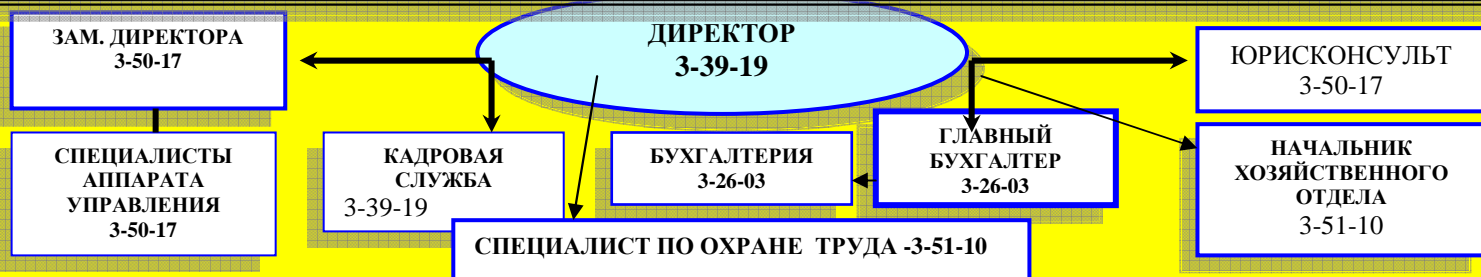 ЗАМ. ДИРЕКТОРА
3-50-17
ДИРЕКТОР
3-39-19
ЮРИСКОНСУЛЬТ
3-50-17
СПЕЦИАЛИСТЫ
АППАРАТА
УПРАВЛЕНИЯ
3-50-17
КАДРОВАЯ
СЛУЖБА
3-39-19
БУХГАЛТЕРИЯ
3-26-03
ГЛАВНЫЙ
БУХГАЛТЕР
3-26-03
НАЧАЛЬНИК
ХОЗЯЙСТВЕННОГО
ОТДЕЛА
3-51-10
СПЕЦИАЛИСТ ПО ОХРАНЕ ТРУДА -3-51-10